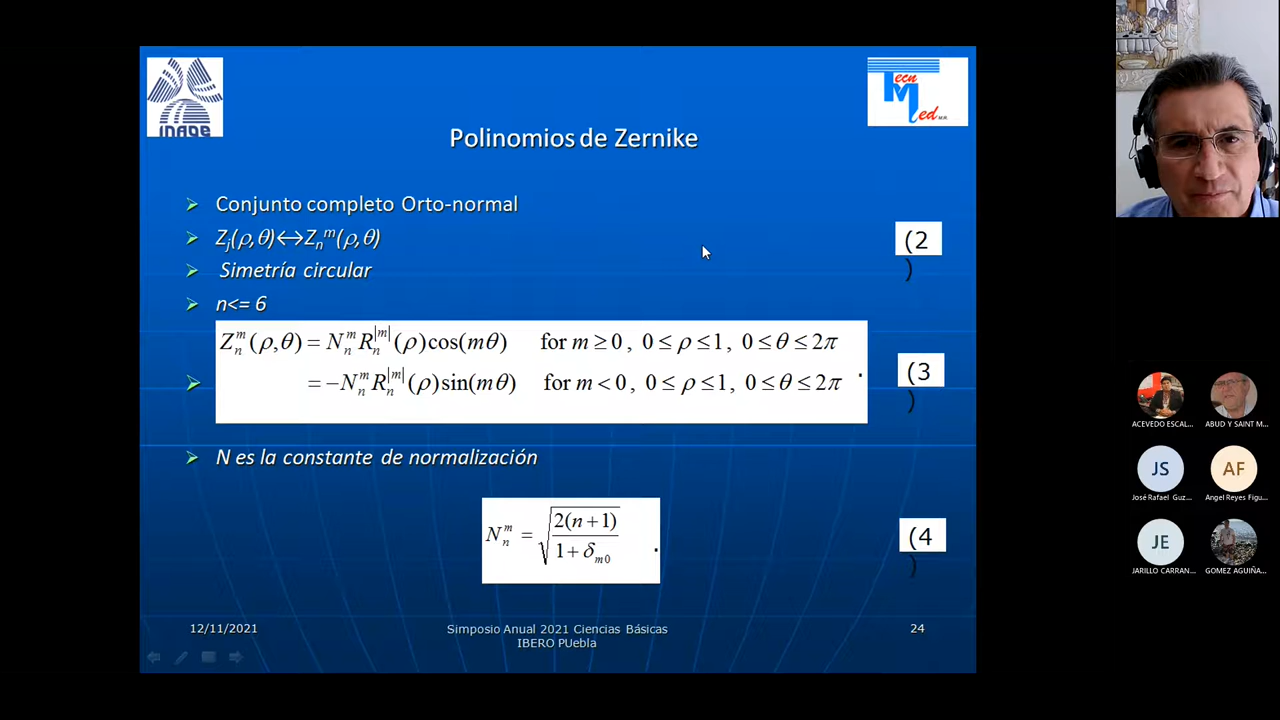 INAOE
Tecn
Med M.R.
Polinomios de Zernike
➢ Conjunto completo Orto-normal
➢ Zⱼ(ρ,θ)↔Zₙᵐ(ρ,θ)
(2
)
➢ Simetría circular
➢ n<= 6
Zₙᵐ(ρ,θ) = NₙᵐRₙ^|m|(ρ)cos(mθ) for m ≥ 0, 0 ≤ ρ ≤ 1, 0 ≤ θ ≤ 2π
➢ = −NₙᵐRₙ^|m|(ρ)sin(mθ) for m < 0, 0 ≤ ρ ≤ 1, 0 ≤ θ ≤ 2π .
(3
)
➢ N es la constante de normalización
Nₙᵐ = √(2(n+1)/(1+δₘ₀)) .
(4
)
12/11/2021
Simposio Anual 2021 Ciencias Básicas
IBERO PUebla
24
ACEVEDO ESCAL...
ABUD Y SAINT M...
JS
AF
José Rafael Guz...
Angel Reyes Figu...
JE
JARILLO CARRAN...
GOMEZ AGUIÑA...